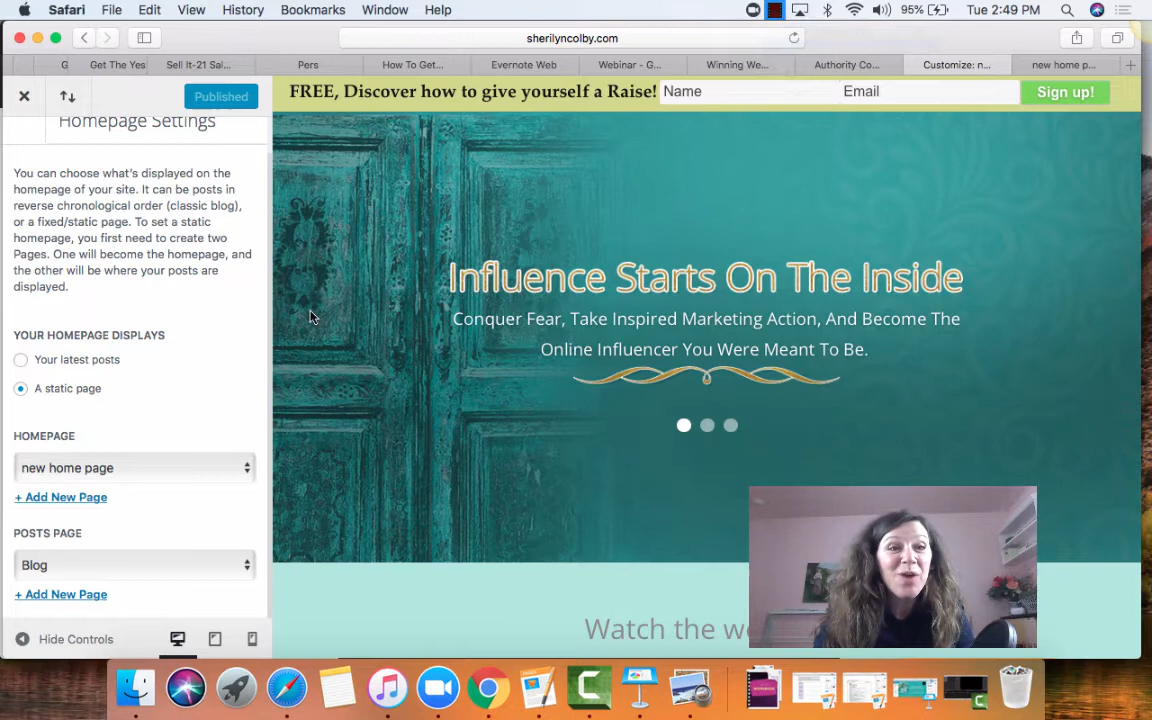 Safari File Edit View History Bookmarks Window Help 95% Tue 2:49 PM
sherilyncolby.com
G Get The Yes Sell It-21 Sal... Pers How To Get... Evernote Web Webinar - G... Winning We... Authority Co... Customize: n... new home p...
Published
FREE, Discover how to give yourself a Raise! Name Email Sign up!
Homepage Settings
You can choose what's displayed on the
homepage of your site. It can be posts in
reverse chronological order (classic blog),
or a fixed/static page. To set a static
homepage, you first need to create two
Pages. One will become the homepage, and
the other will be where your posts are
displayed.
YOUR HOMEPAGE DISPLAYS
Your latest posts
A static page
HOMEPAGE
new home page
+ Add New Page
POSTS PAGE
Blog
+ Add New Page
Hide Controls
Influence Starts On The Inside
Conquer Fear, Take Inspired Marketing Action, And Become The
Online Influencer You Were Meant To Be.
Watch the w